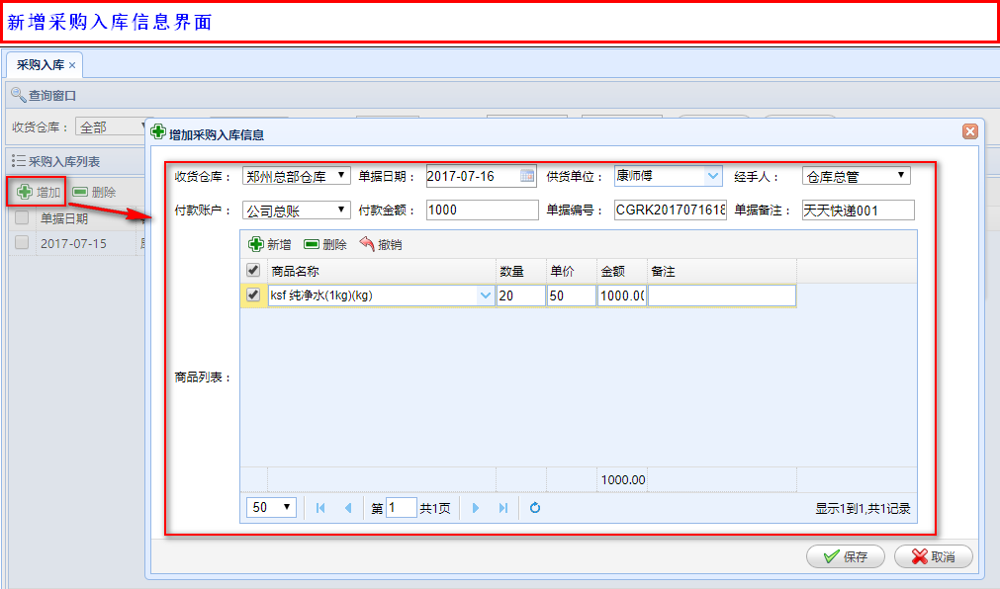 新增采购入库信息界面
采购入库 ×
查询窗口
收货仓库： 全部
增加采购入库信息
采购入库列表
增加 删除
单据日期
2017-07-15
收货仓库： 郑州总部仓库 单据日期： 2017-07-16 供货单位： 康师傅 经手人： 仓库总管
付款账户： 公司总账 付款金额： 1000 单据编号： CGRK2017071618 单据备注： 天天快递001
新增 删除 撤销
商品名称 数量 单价 金额 备注
ksf 纯净水(1kg)(kg) 20 50 1000.00
商品列表：
1000.00
50 第 1 共1页 显示1到1,共1记录
保存 取消